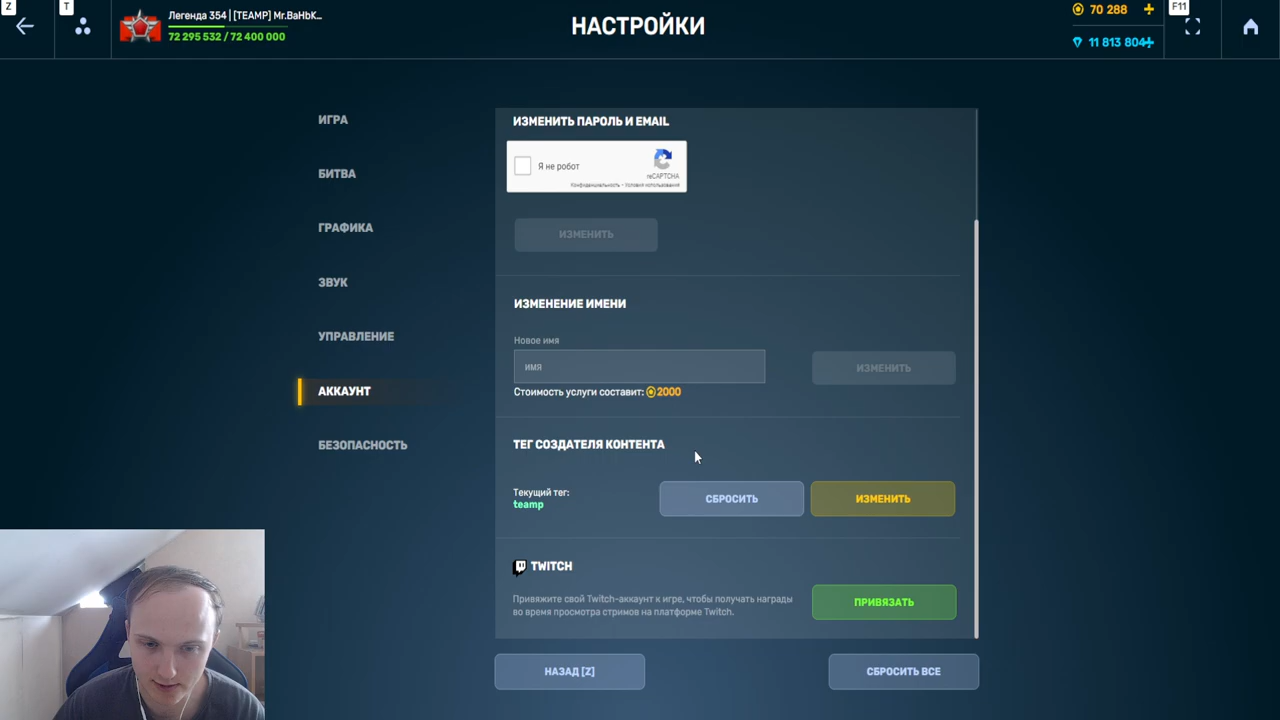 Z
T
Легенда 354 | [TEAMP] Mr.BaHbK...
72 295 532 / 72 400 000
НАСТРОЙКИ
70 288 +
11 813 804+
F11
ИГРА
БИТВА
ГРАФИКА
ЗВУК
УПРАВЛЕНИЕ
АККАУНТ
БЕЗОПАСНОСТЬ
ИЗМЕНИТЬ ПАРОЛЬ И EMAIL
Я не робот
reCAPTCHA
Конфиденциальность - Условия использования
ИЗМЕНИТЬ
ИЗМЕНЕНИЕ ИМЕНИ
Новое имя
имя
ИЗМЕНИТЬ
Стоимость услуги составит: 2000
ТЕГ СОЗДАТЕЛЯ КОНТЕНТА
Текущий тег:
teamp
СБРОСИТЬ
ИЗМЕНИТЬ
TWITCH
Привяжите свой Twitch-аккаунт к игре, чтобы получать награды
во время просмотра стримов на платформе Twitch.
ПРИВЯЗАТЬ
НАЗАД [Z]
СБРОСИТЬ ВСЕ